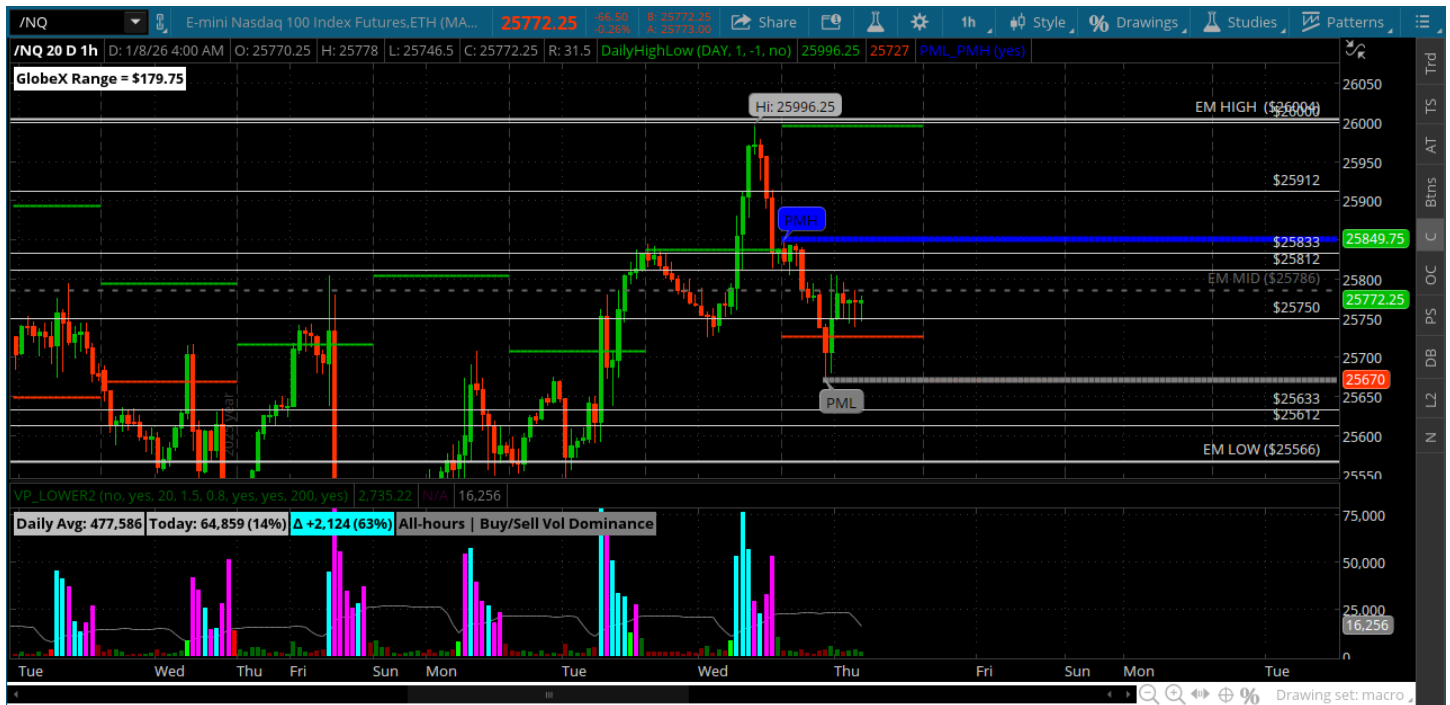 /NQ E-mini Nasdaq 100 Index Futures,ETH (MA... 25772.25 -66.50 -0.26% B: 25772.25 A: 25773.00 Share 1h Style % Drawings Studies Patterns
/NQ 20 D 1h D: 1/8/26 4:00 AM O: 25770.25 H: 25778 L: 25746.5 C: 25772.25 R: 31.5 DailyHighLow (DAY, 1, -1, no) 25996.25 25727 PML_PMH (yes)
GlobeX Range = $179.75
Hi: 25996.25
EM HIGH ($26004)
$26000
$25912
PMH
$25833
$25812
EM MID ($25786)
$25750
PML
$25633
$25612
EM LOW ($25566)
2025 year
26050
26000
25950
25900
25849.75
25800
25772.25
25750
25700
25670
25650
25600
25550
VP_LOWER2 (no, yes, 20, 1.5, 0.8, yes, yes, 200, yes) 2,735.22 N/A 16,256
Daily Avg: 477,586 Today: 64,859 (14%) Δ +2,124 (63%) All-hours | Buy/Sell Vol Dominance
75,000
50,000
25,000
16,256
0
Tue Wed Thu Fri Sun Mon Tue Wed Thu Fri Sun Mon Tue
% Drawing set: macro
Trd
TS
AT
Btns
C
OC
PS
DB
L2
N